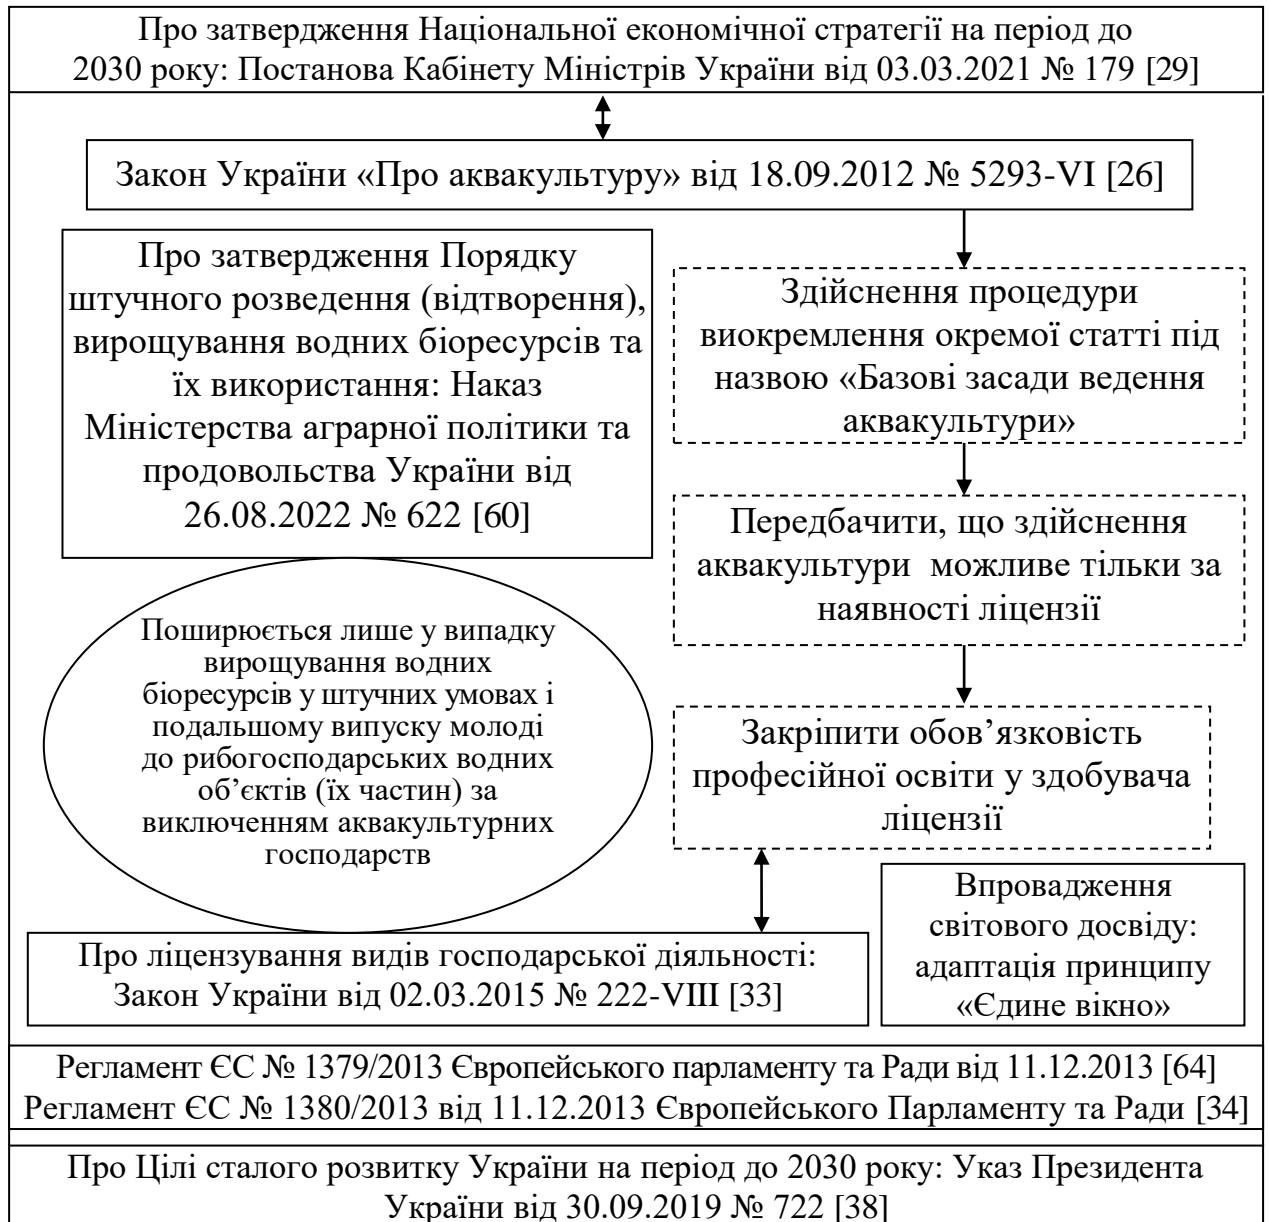 Про затвердження Національної економічної стратегії на період до
2030 року: Постанова Кабінету Міністрів України від 03.03.2021 № 179 [29]
Закон України «Про аквакультуру» від 18.09.2012 № 5293-VI [26]
Про затвердження Порядку
штучного розведення (відтворення),
вирощування водних біоресурсів та
їх використання: Наказ
Міністерства аграрної політики та
продовольства України від
26.08.2022 № 622 [60]
Здійснення процедури
виокремлення окремої статті під
назвою «Базові засади ведення
аквакультури»
Передбачити, що здійснення
аквакультури можливе тільки за
наявності ліцензії
Поширюється лише у випадку
вирощування водних
біоресурсів у штучних умовах і
подальшому випуску молоді
до рибогосподарських водних
об’єктів (їх частин) за
виключенням аквакультурних
господарств
Закріпити обов’язковість
професійної освіти у здобувача
ліцензії
Про ліцензування видів господарської діяльності:
Закон України від 02.03.2015 № 222-VIII [33]
Впровадження
світового досвіду:
адаптація принципу
«Єдине вікно»
Регламент ЄС № 1379/2013 Європейського парламенту та Ради від 11.12.2013 [64]
Регламент ЄС № 1380/2013 від 11.12.2013 Європейського Парламенту та Ради [34]
Про Цілі сталого розвитку України на період до 2030 року: Указ Президента
України від 30.09.2019 № 722 [38]